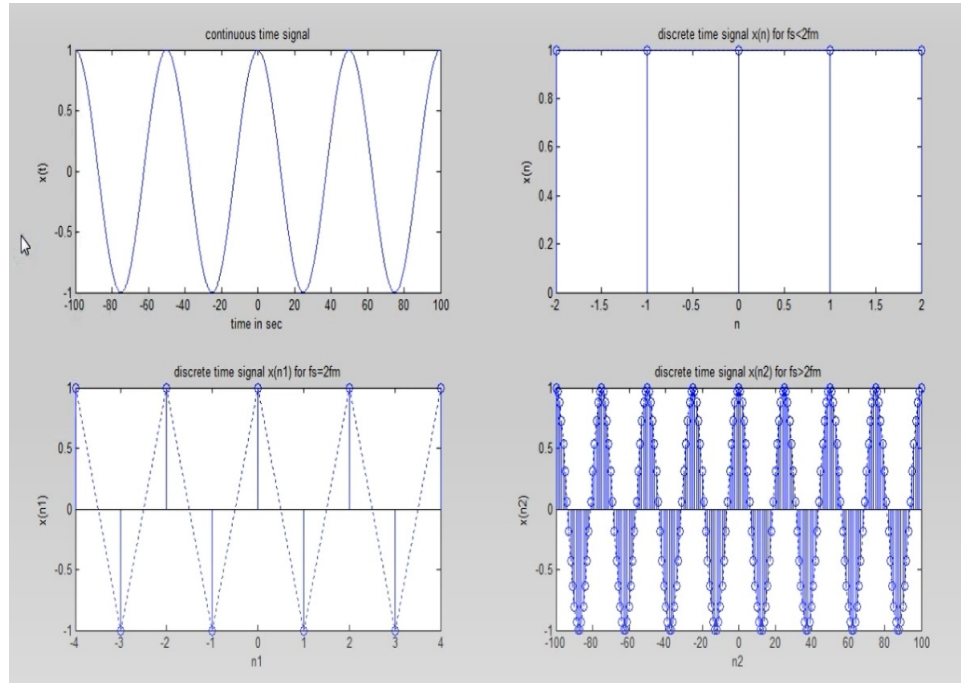 continuous time signal
1
0.5
0
-0.5
-1
x(t)
-100 -80 -60 -40 -20 0 20 40 60 80 100
time in sec
discrete time signal x(n) for fs<2fm
1
0.8
0.6
0.4
0.2
0
x(n)
-2 -1.5 -1 -0.5 0 0.5 1 1.5 2
n
discrete time signal x(n1) for fs=2fm
1
0.5
0
-0.5
-1
x(n1)
-4 -3 -2 -1 0 1 2 3 4
n1
discrete time signal x(n2) for fs>2fm
1
0.5
0
-0.5
-1
x(n2)
-100 -80 -60 -40 -20 0 20 40 60 80 100
n2